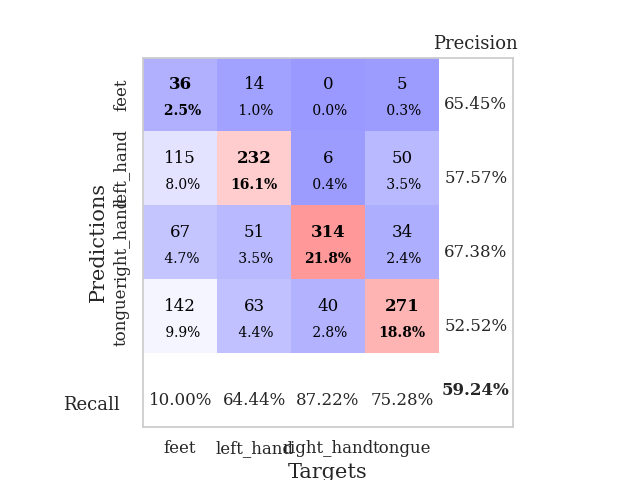 Precision
feet 36 14 0 5 65.45%
2.5% 1.0% 0.0% 0.3%
left_hand 115 232 6 50 57.57%
8.0% 16.1% 0.4% 3.5%
right_hand 67 51 314 34 67.38%
4.7% 3.5% 21.8% 2.4%
tongue 142 63 40 271 52.52%
9.9% 4.4% 2.8% 18.8%
Predictions
Recall 10.00% 64.44% 87.22% 75.28% 59.24%
feet left_hand right_hand tongue
Targets